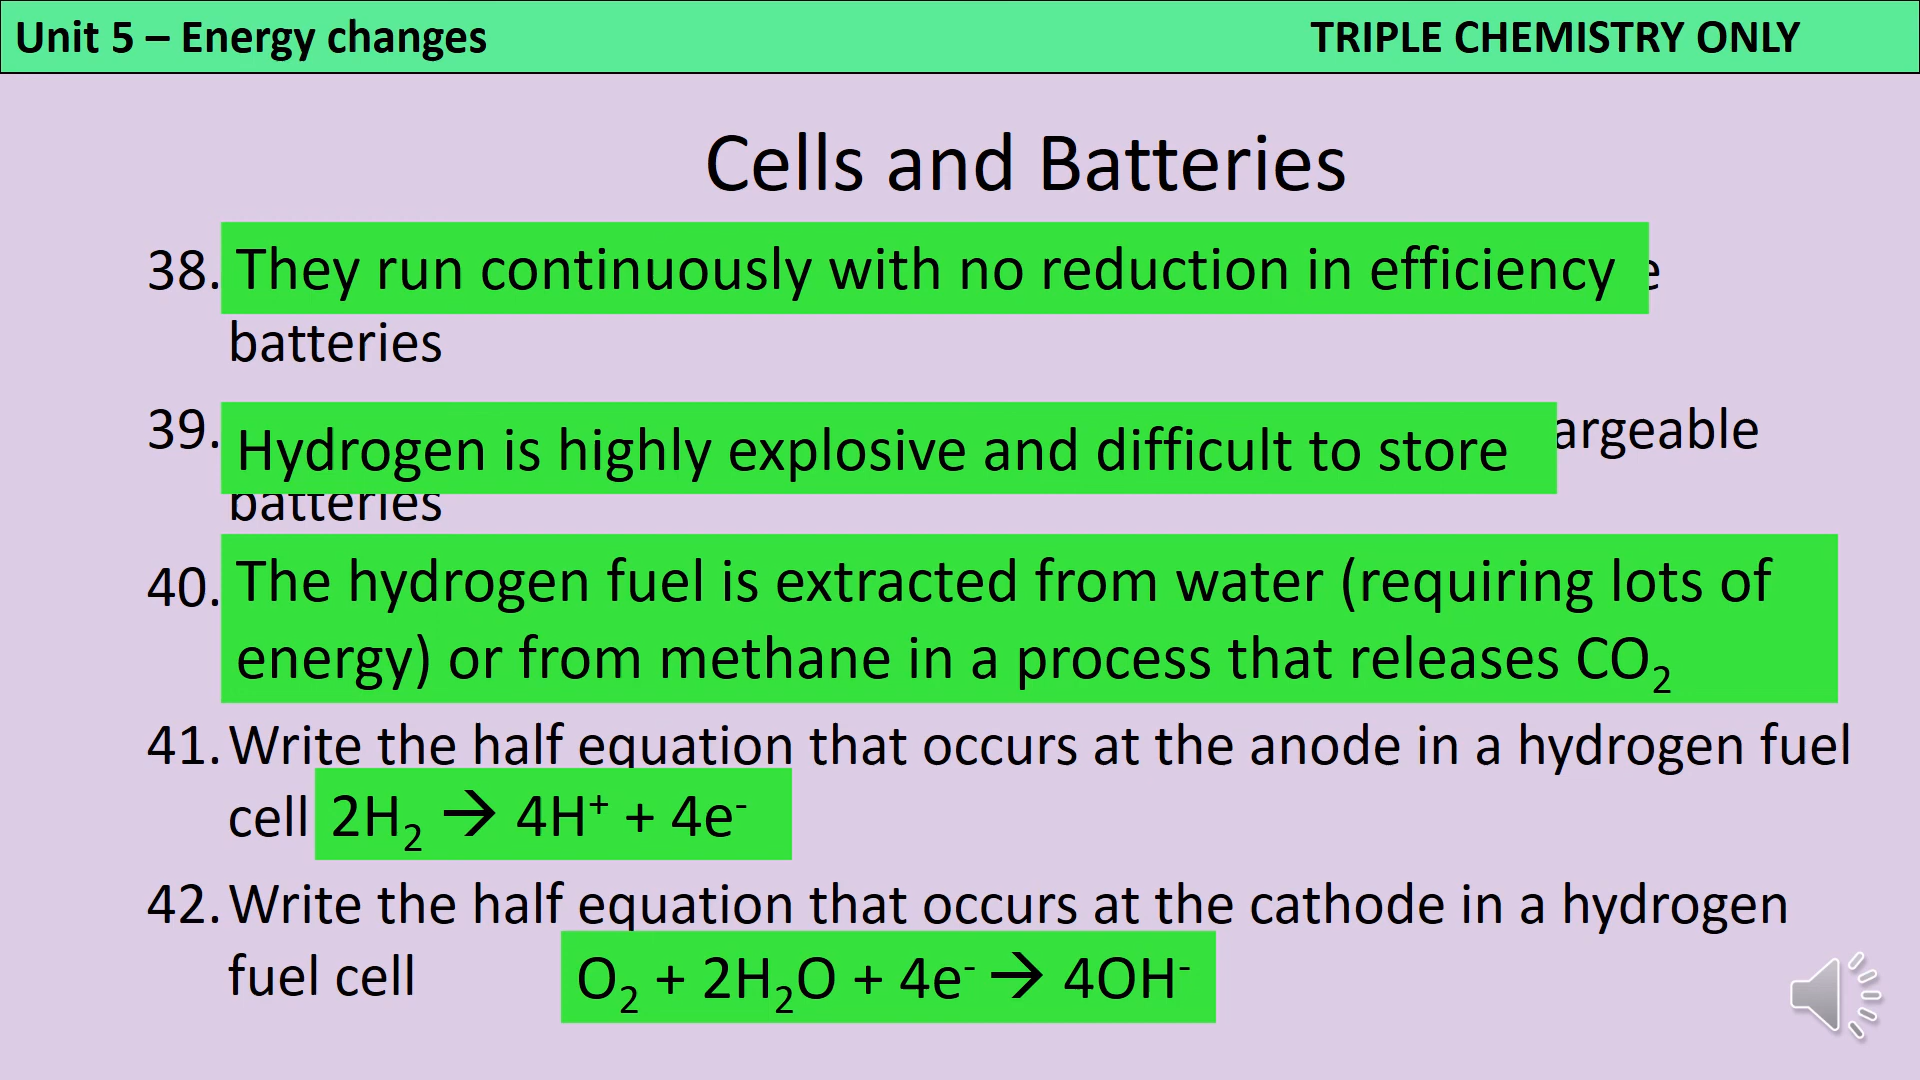 Unit 5 – Energy changes
TRIPLE CHEMISTRY ONLY
Cells and Batteries
38. They run continuously with no reduction in efficiency
batteries
39. Hydrogen is highly explosive and difficult to store argeable
batteries
40. The hydrogen fuel is extracted from water (requiring lots of
energy) or from methane in a process that releases CO₂
41. Write the half equation that occurs at the anode in a hydrogen fuel
cell 2H₂ → 4H⁺ + 4e⁻
42. Write the half equation that occurs at the cathode in a hydrogen
fuel cell O₂ + 2H₂O + 4e⁻ → 4OH⁻